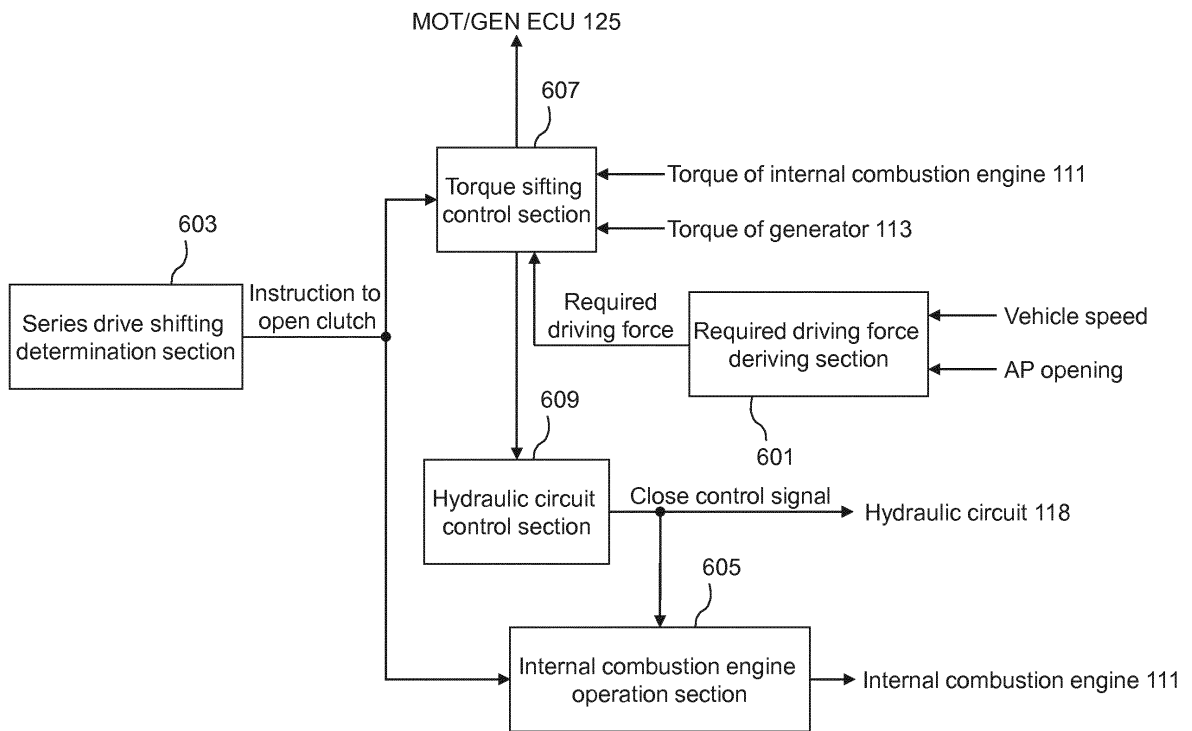 MOT/GEN ECU 125
607
Torque sifting
control section
Torque of internal combustion engine 111
Torque of generator 113
603
Series drive shifting
determination section
Instruction to
open clutch
Required
driving force
Required driving force
deriving section
Vehicle speed
AP opening
601
609
Hydraulic circuit
control section
Close control signal
Hydraulic circuit 118
605
Internal combustion engine
operation section
Internal combustion engine 111